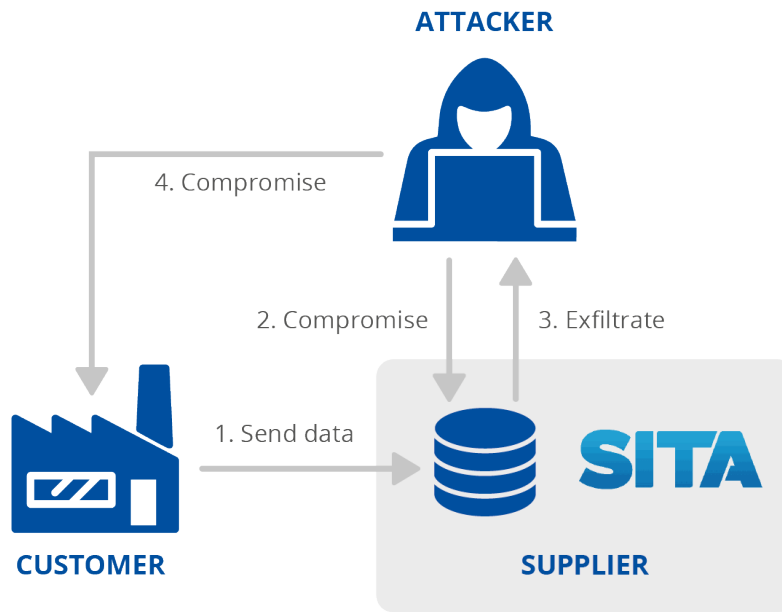 ATTACKER
4. Compromise
2. Compromise
3. Exfiltrate
1. Send data
SITA
CUSTOMER
SUPPLIER